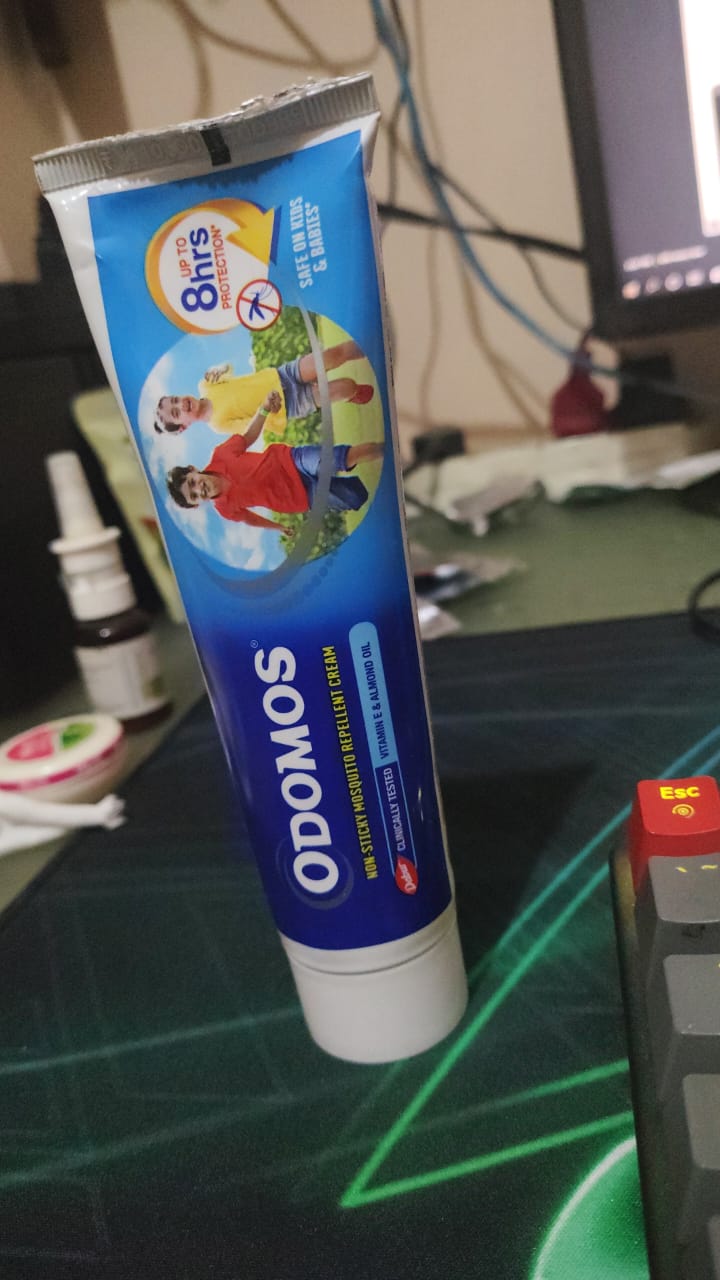 UP TO
8hrs
PROTECTION*
SAFE ON KIDS
& BABIES*
ODOMOS®
NON-STICKY MOSQUITO REPELLENT CREAM
Dabur
CLINICALLY TESTED
VITAMIN E & ALMOND OIL
Esc